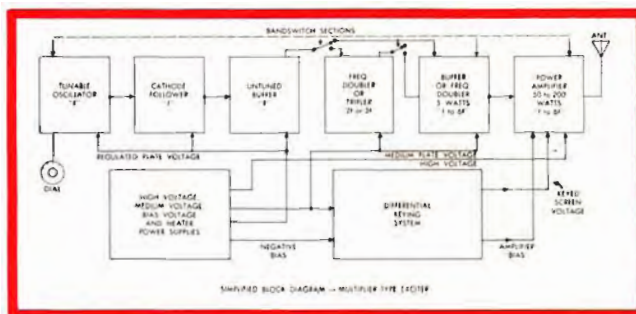 BANDSWITCH SECTIONS
ANT
TUNABLE
OSCILLATOR
"F"
CATHODE
FOLLOWER
"F"
UNTUNED
BUFFER
"F"
FREQ
DOUBLER
OR
TRIPLER
2F or 3F
BUFFER
OR FREQ
DOUBLER
5 WATTS
F to 6F
POWER
AMPLIFIER
50 to 200
WATTS
F to 6F
DIAL
REGULATED PLATE VOLTAGE
MEDIUM PLATE VOLTAGE
HIGH VOLTAGE
HIGH VOLTAGE,
MEDIUM VOLTAGE
BIAS VOLTAGE
AND HEATER
POWER SUPPLIES
NEGATIVE
BIAS
DIFFERENTIAL
KEYING
SYSTEM
AMPLIFIER
BIAS
KEYED
SCREEN
VOLTAGE
SIMPLIFIED BLOCK DIAGRAM — MULTIPLIER TYPE EXCITER